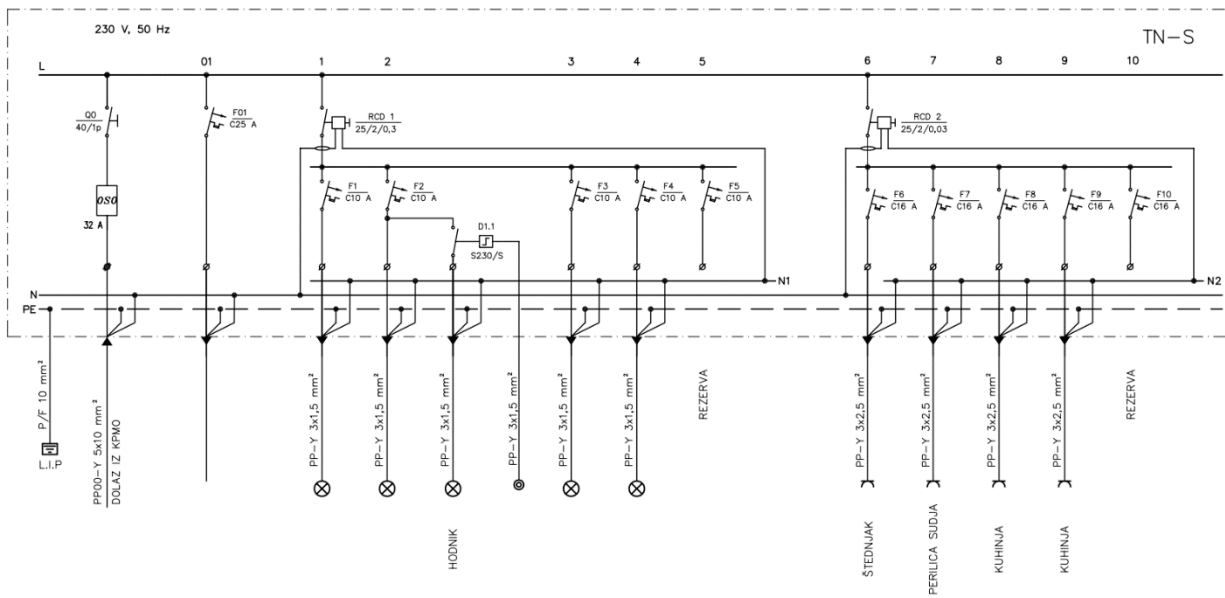 230 V, 50 Hz
TN-S
L
01
1
2
3
4
5
6
7
8
9
10
Q0
40/1p
F01
C25 A
RCD 1
25/2/0,3
RCD 2
25/2/0,03
OSO
32 A
F1
C10 A
F2
C10 A
F3
C10 A
F4
C10 A
F5
C10 A
F6
C16 A
F7
C16 A
F8
C16 A
F9
C16 A
F10
C16 A
D1.1
S230/S
N1
N2
N
PE
P/F 10 mm²
L.I.P
PP00-Y 5x10 mm²
DOLAZ IZ KPMO
PP-Y 3x1,5 mm²
PP-Y 3x1,5 mm²
PP-Y 3x1,5 mm²
PP-Y 3x1,5 mm²
PP-Y 3x1,5 mm²
PP-Y 3x1,5 mm²
REZERVA
PP-Y 3x2,5 mm²
PP-Y 3x2,5 mm²
PP-Y 3x2,5 mm²
PP-Y 3x2,5 mm²
REZERVA
HODNIK
ŠTEDNJAK
PERILICA SUDJA
KUHINJA
KUHINJA